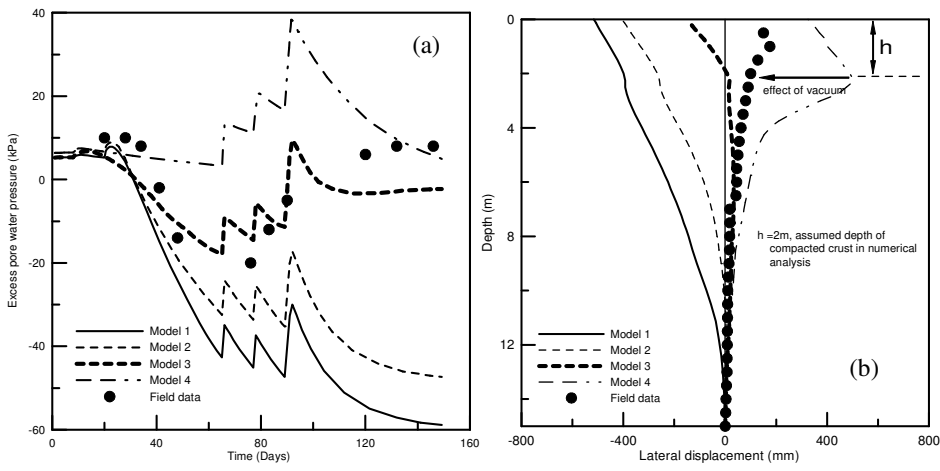 40
20
0
-20
-40
-60
Excess pore water pressure (kPa)
(a)
Model 1
Model 2
Model 3
Model 4
Field data
0
40
80
120
160
Time (Days)
0
4
8
12
Depth (m)
h
effect of vacuum
h =2m, assumed depth of
compacted crust in numerical
analysis
Model 1
Model 2
Model 3
Model 4
Field data
(b)
-800
-400
0
400
800
Lateral displacement (mm)